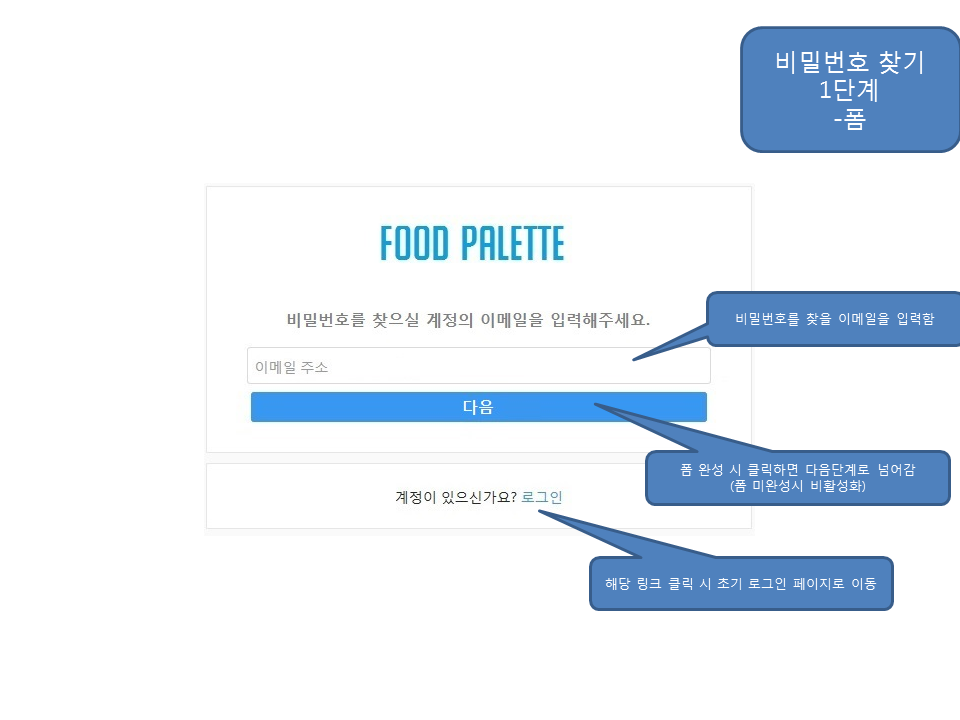 비밀번호 찾기
1단계
-폼
FOOD PALETTE
비밀번호를 찾으실 계정의 이메일을 입력해주세요.
비밀번호를 찾을 이메일을 입력함
이메일 주소
다음
폼 완성 시 클릭하면 다음단계로 넘어감
(폼 미완성시 비활성화)
계정이 있으신가요? 로그인
해당 링크 클릭 시 초기 로그인 페이지로 이동